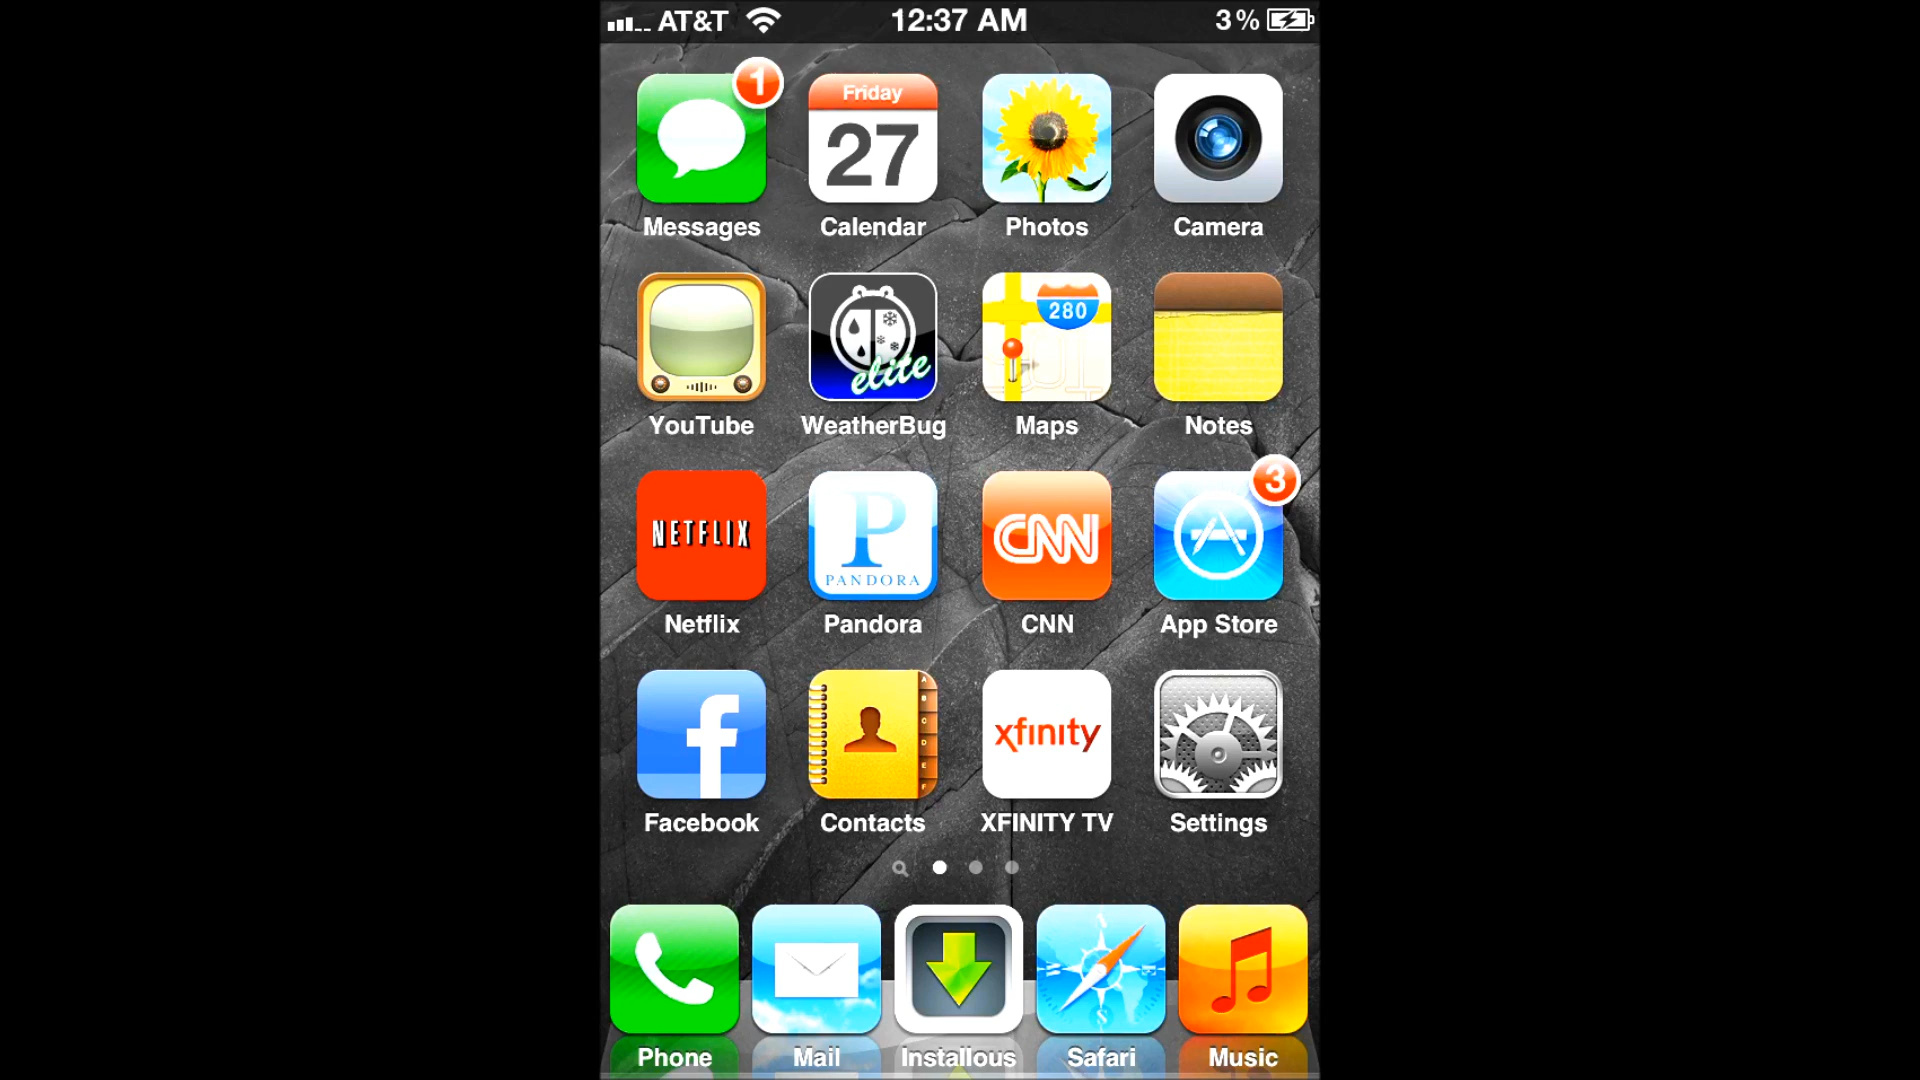 AT&T 12:37 AM 3%
1
Friday
27
Messages Calendar Photos Camera
280
elite
YouTube WeatherBug Maps Notes
3
NETFLIX P CNN
PANDORA
Netflix Pandora CNN App Store
f A B C D E F xfinity
Facebook Contacts XFINITY TV Settings
N W E S
Phone Mail Installous Safari Music